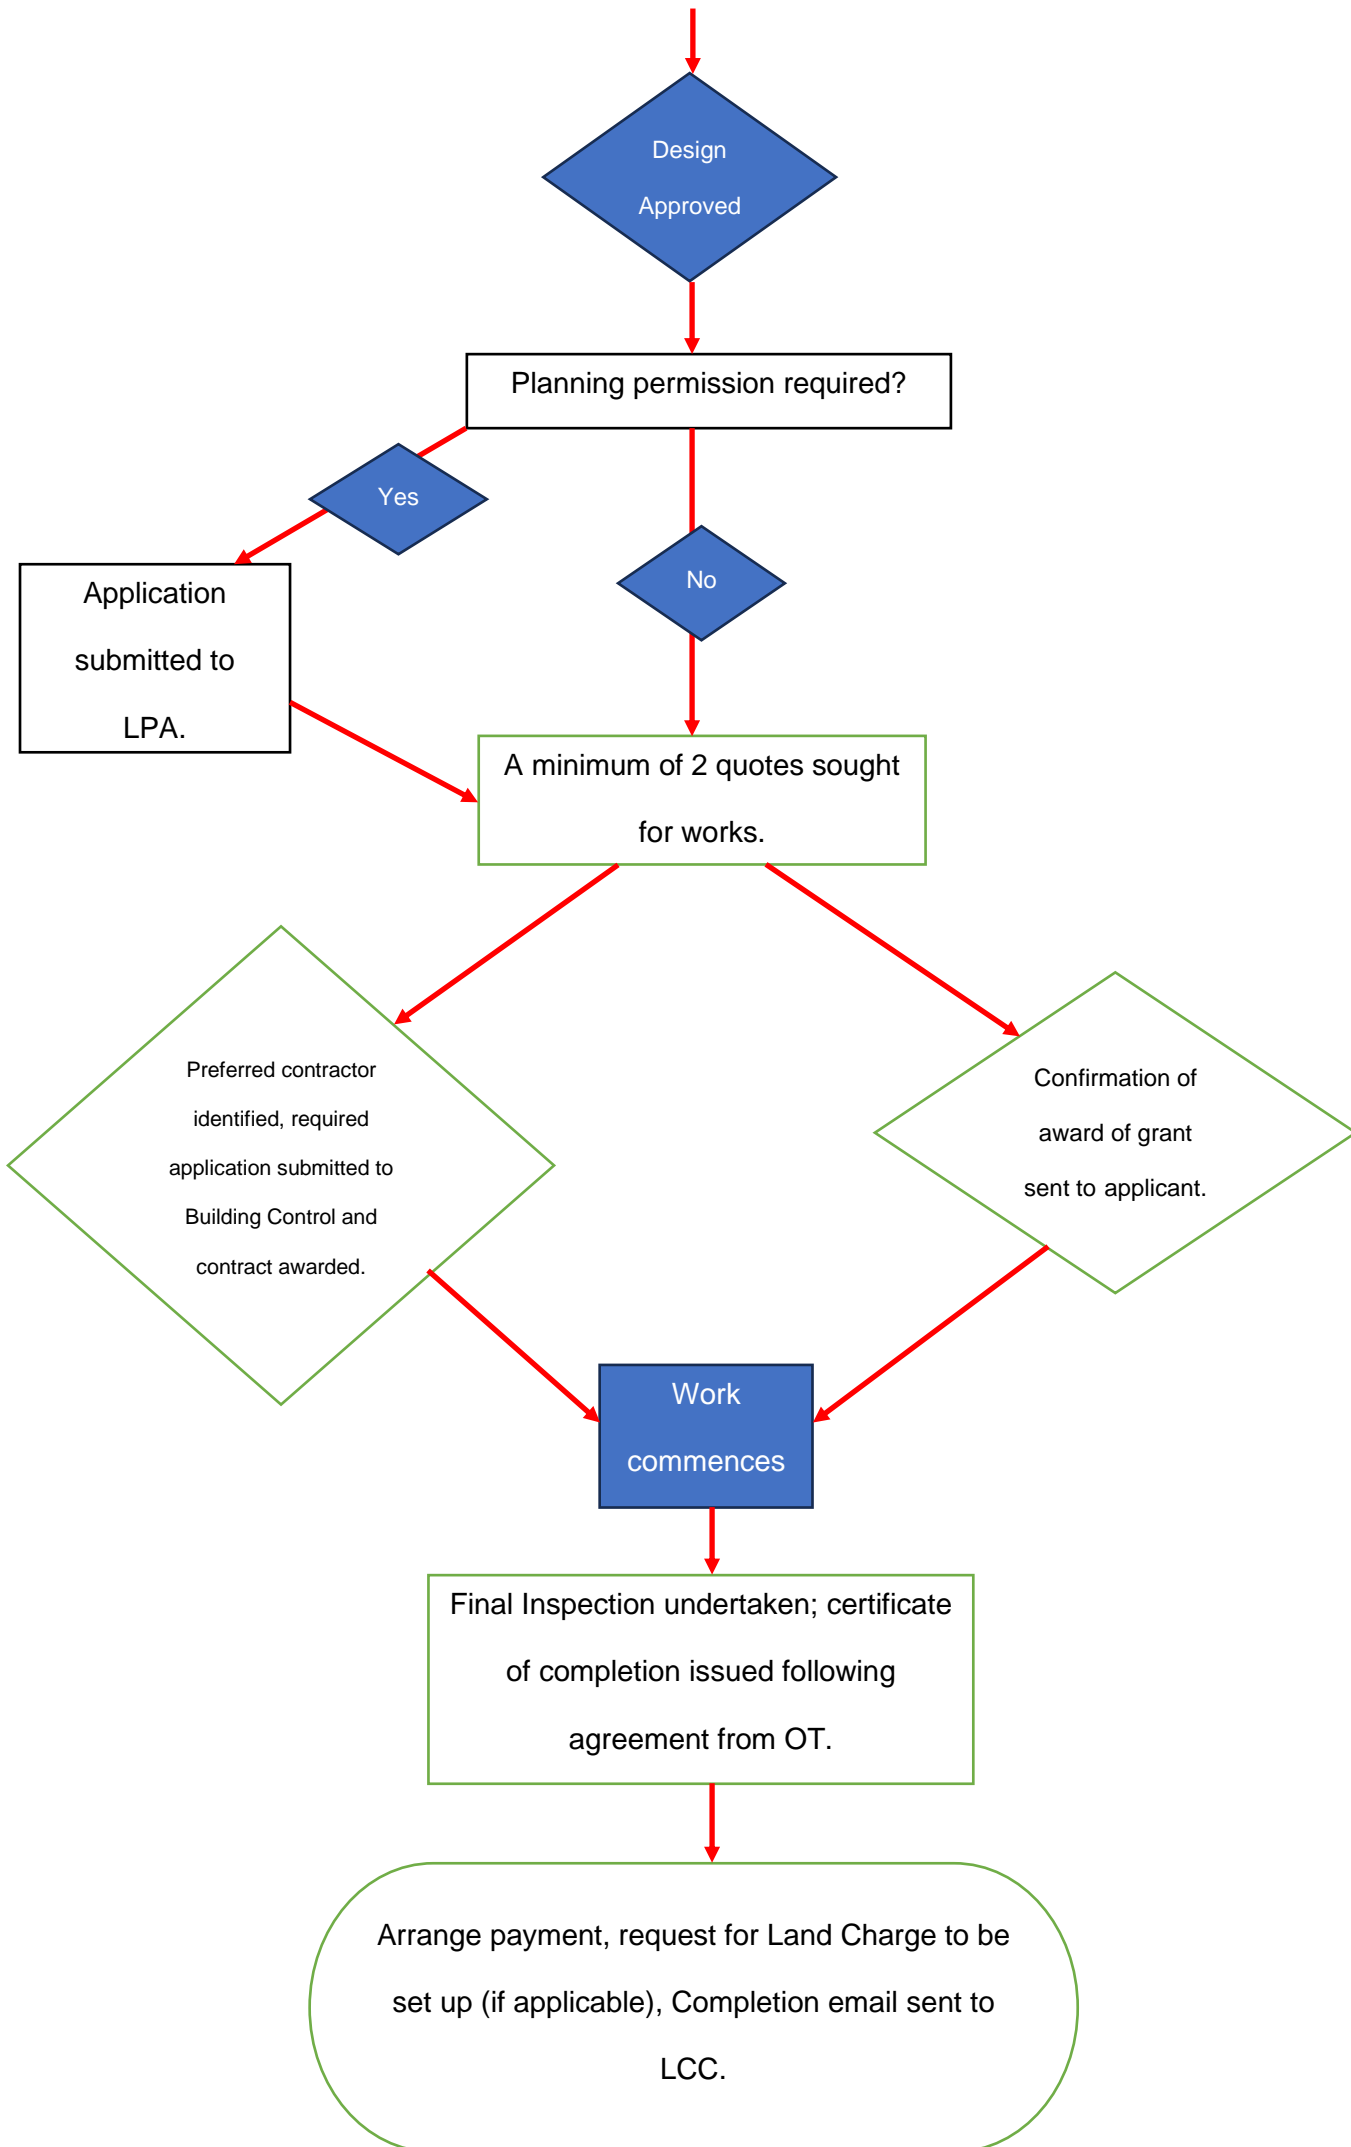 Design
Approved
Planning permission required?
Yes
No
Application
submitted to
LPA.
A minimum of 2 quotes sought
for works.
Preferred contractor
identified, required
application submitted to
Building Control and
contract awarded.
Confirmation of
award of grant
sent to applicant.
Work
commences
Final Inspection undertaken; certificate
of completion issued following
agreement from OT.
Arrange payment, request for Land Charge to be
set up (if applicable), Completion email sent to
LCC.